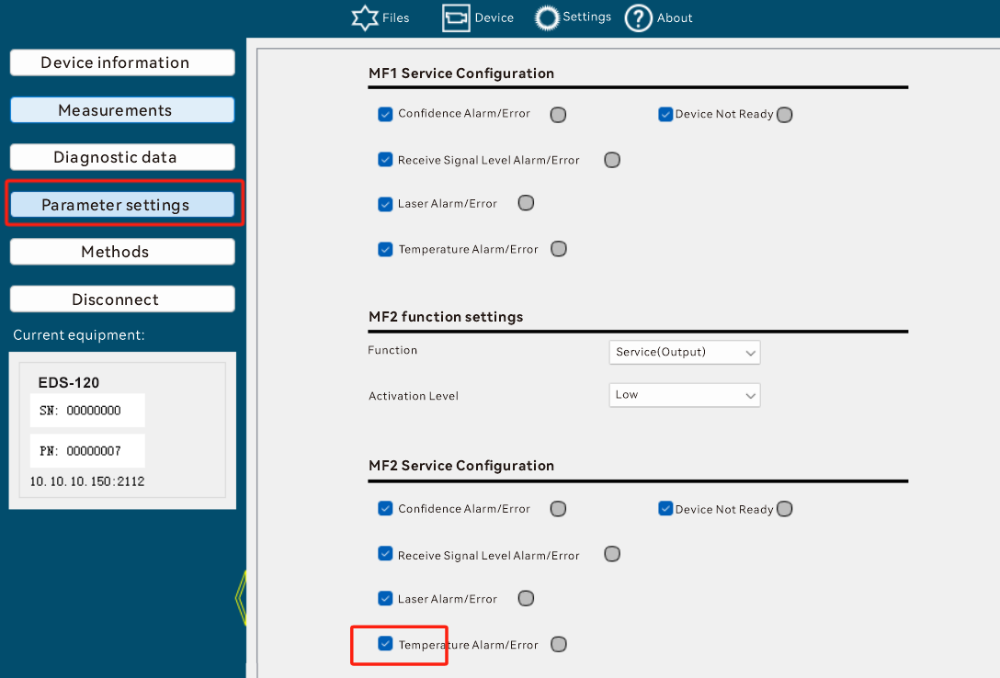 Files Device Settings About
Device information
Measurements
Diagnostic data
Parameter settings
Methods
Disconnect
Current equipment:
EDS-120
SN: 00000000
PN: 00000007
10.10.10.150:2112
MF1 Service Configuration
Confidence Alarm/Error Device Not Ready
Receive Signal Level Alarm/Error
Laser Alarm/Error
Temperature Alarm/Error
MF2 function settings
Function Service(Output)
Activation Level Low
MF2 Service Configuration
Confidence Alarm/Error Device Not Ready
Receive Signal Level Alarm/Error
Laser Alarm/Error
Temperature Alarm/Error